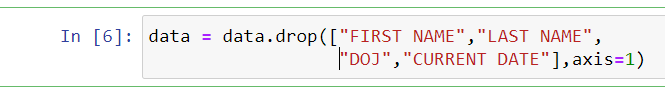 In [6]: data = data.drop(["FIRST NAME","LAST NAME",
"DOJ","CURRENT DATE"],axis=1)